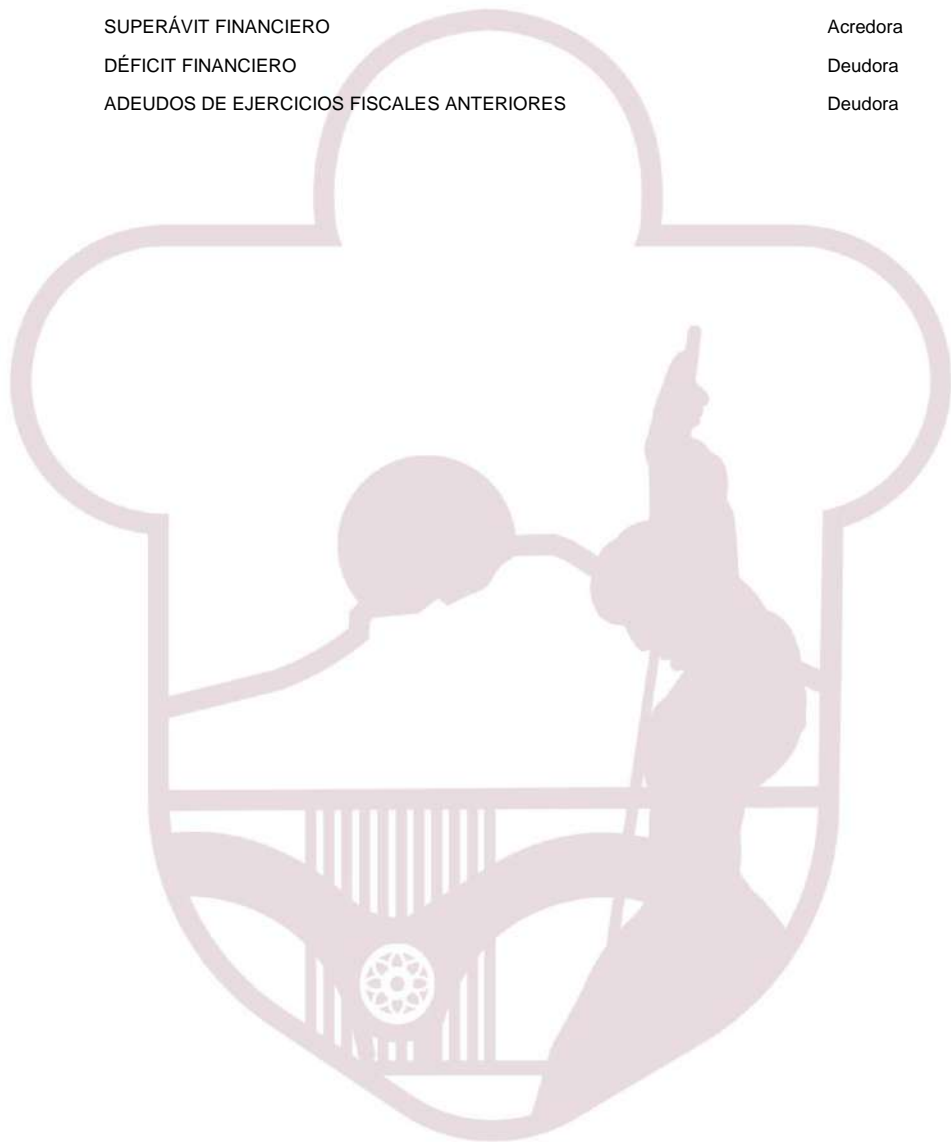 SUPERÁVIT FINANCIERO Acredora
DÉFICIT FINANCIERO Deudora
ADEUDOS DE EJERCICIOS FISCALES ANTERIORES Deudora